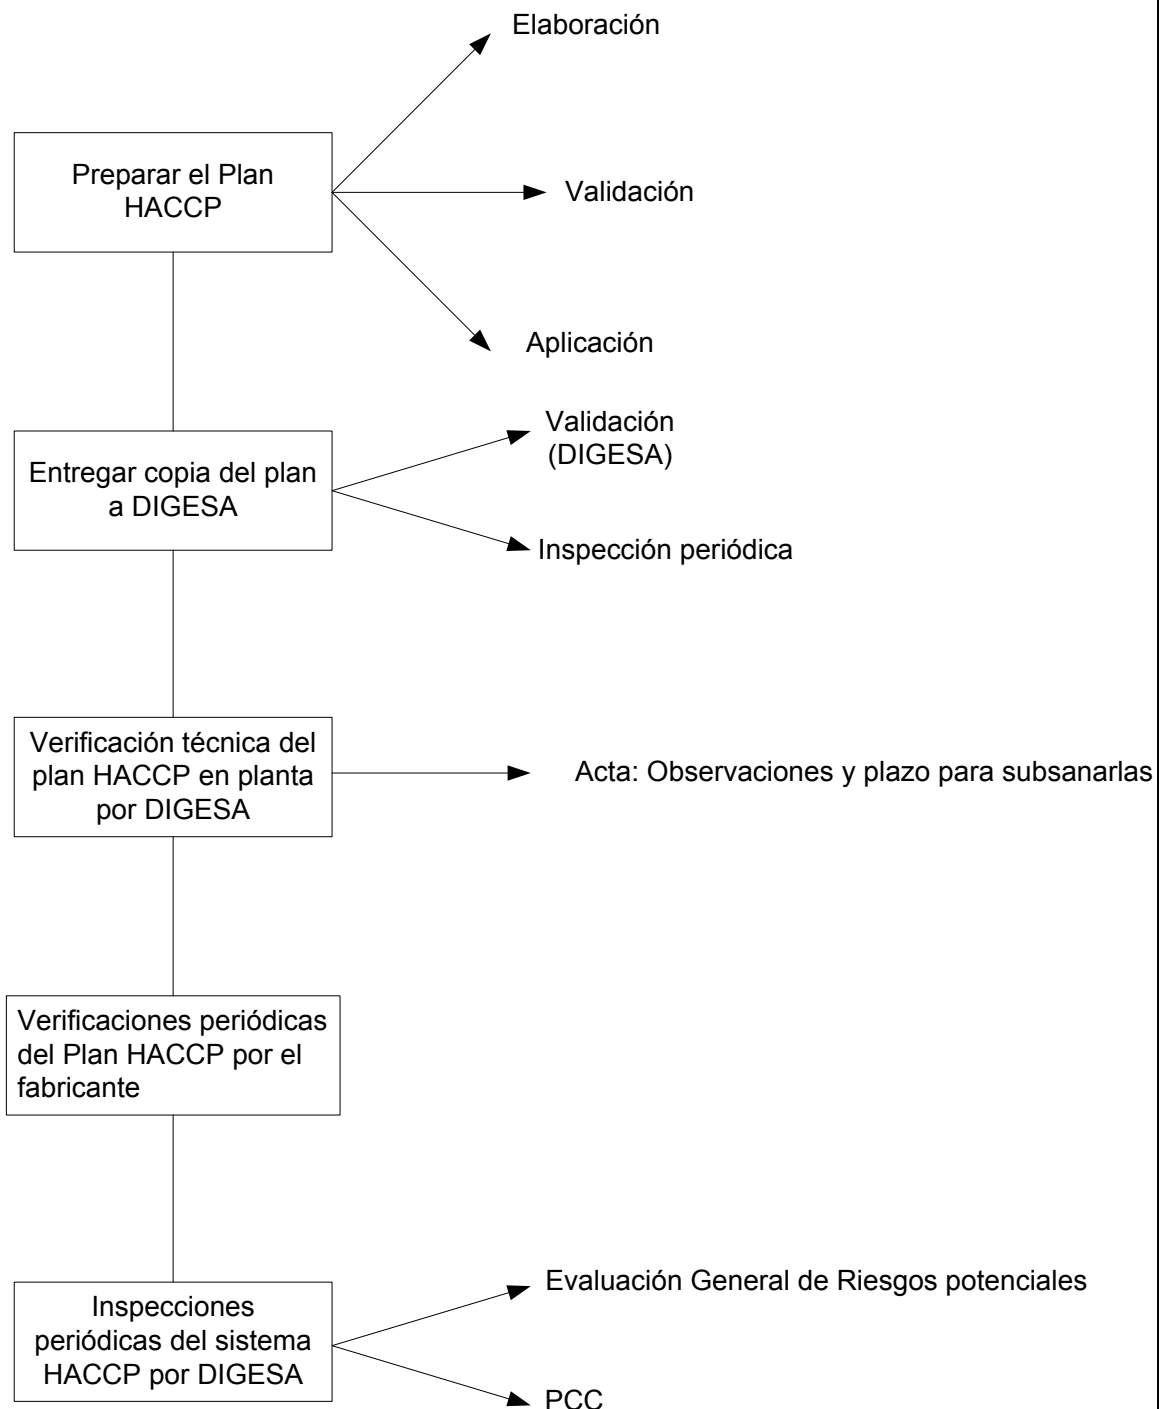 Elaboración
Preparar el Plan
HACCP
Validación
Aplicación
Entregar copia del plan
a DIGESA
Validación
(DIGESA)
Inspección periódica
Verificación técnica del
plan HACCP en planta
por DIGESA
Acta: Observaciones y plazo para subsanarlas
Verificaciones periódicas
del Plan HACCP por el
fabricante
Inspecciones
periódicas del sistema
HACCP por DIGESA
Evaluación General de Riesgos potenciales
PCC